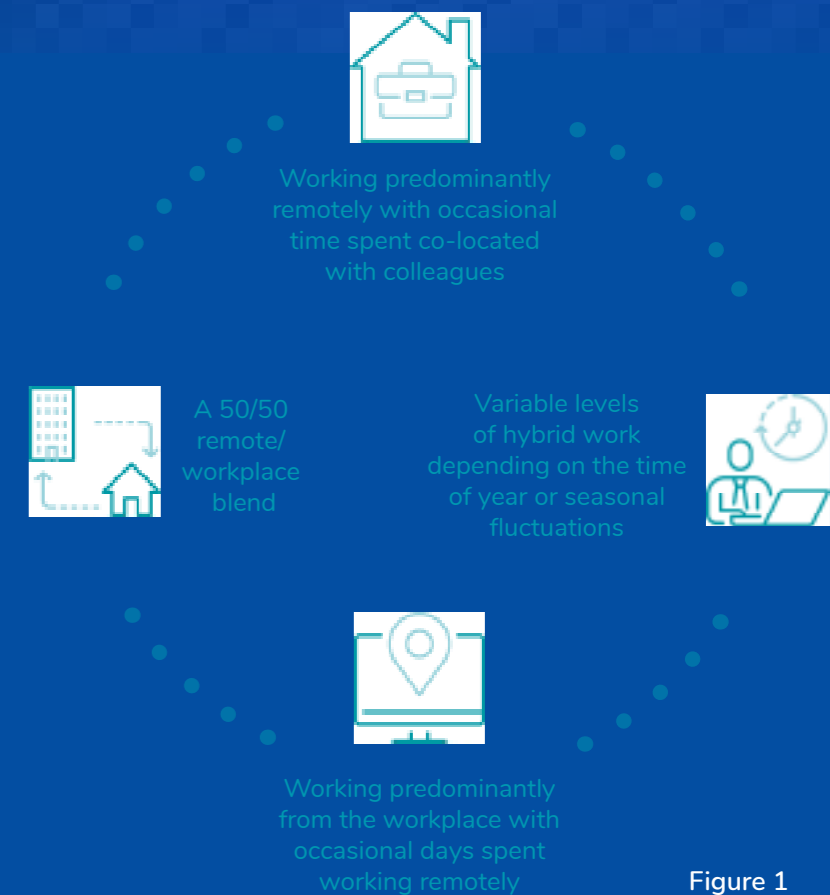 Working predominantly
remotely with occasional
time spent co-located
with colleagues
A 50/50
remote/
workplace
blend
Variable levels
of hybrid work
depending on the time
of year or seasonal
fluctuations
Working predominantly
from the workplace with
occasional days spent
working remotely
Figure 1